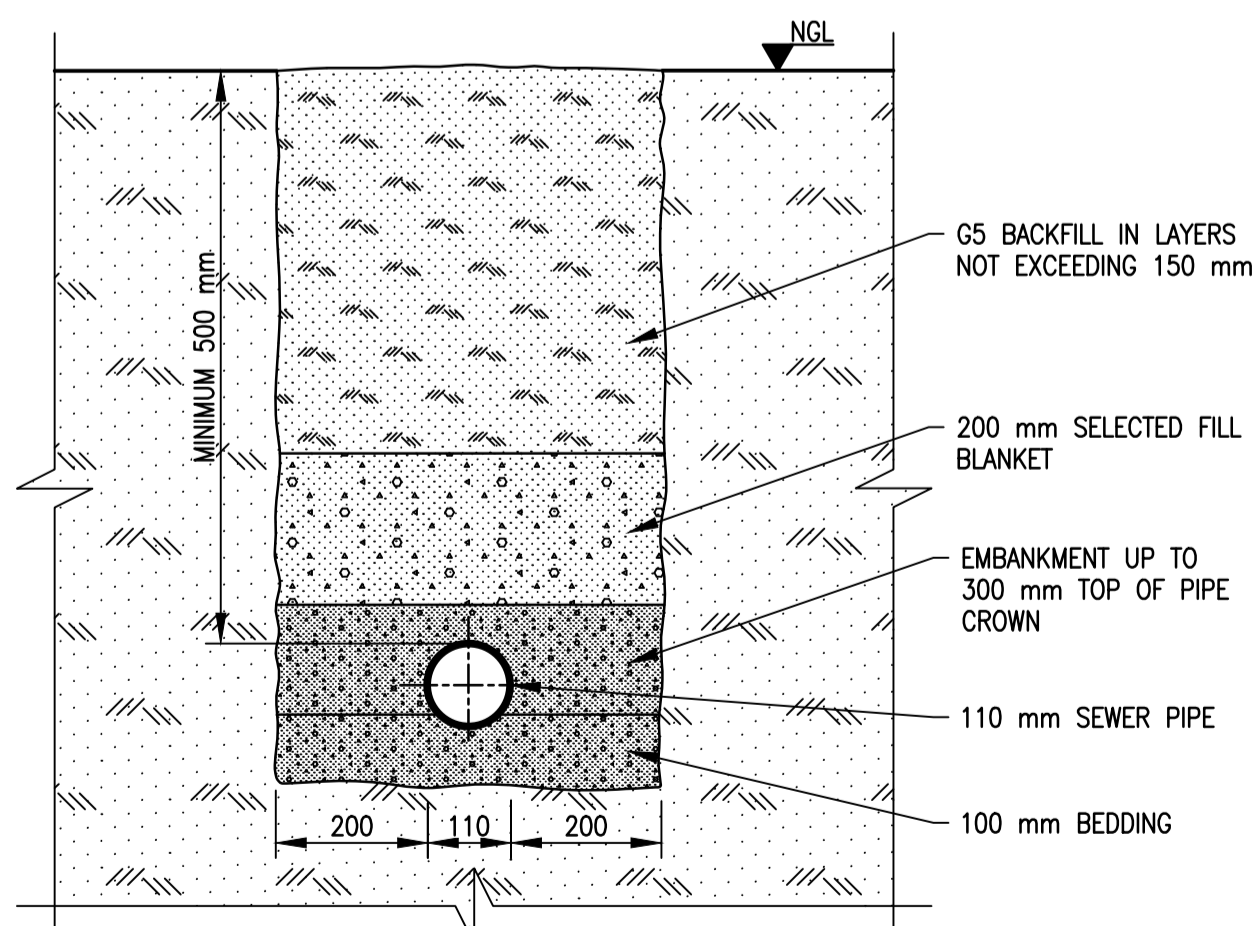 NGL
MINIMUM 500 mm
G5 BACKFILL IN LAYERS
NOT EXCEEDING 150 mm
200 mm SELECTED FILL
BLANKET
EMBANKMENT UP TO
300 mm TOP OF PIPE
CROWN
110 mm SEWER PIPE
100 mm BEDDING
200
110
200